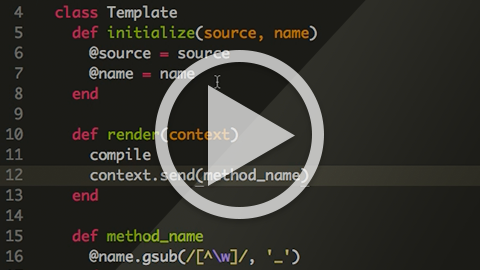 4 class Template
5 def initialize(source, name)
6 @source = source
7 @name = name
8 end
9
10 def render(context)
11 compile
12 context.send(method_name)
13 end
14
15 def method_name
16 @name.gsub(/[^\w]/, '_')